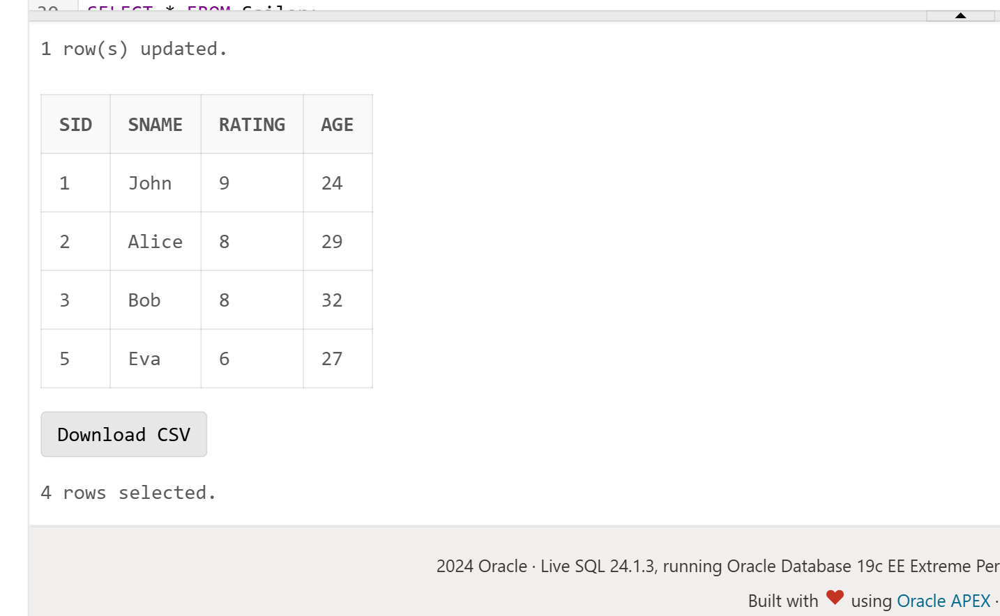 SELECT * FROM
1 row(s) updated.
SID SNAME RATING AGE
1 John 9 24
2 Alice 8 29
3 Bob 8 32
5 Eva 6 27
Download CSV
4 rows selected.
2024 Oracle · Live SQL 24.1.3, running Oracle Database 19c EE Extreme Per
Built with ❤ using Oracle APEX ·